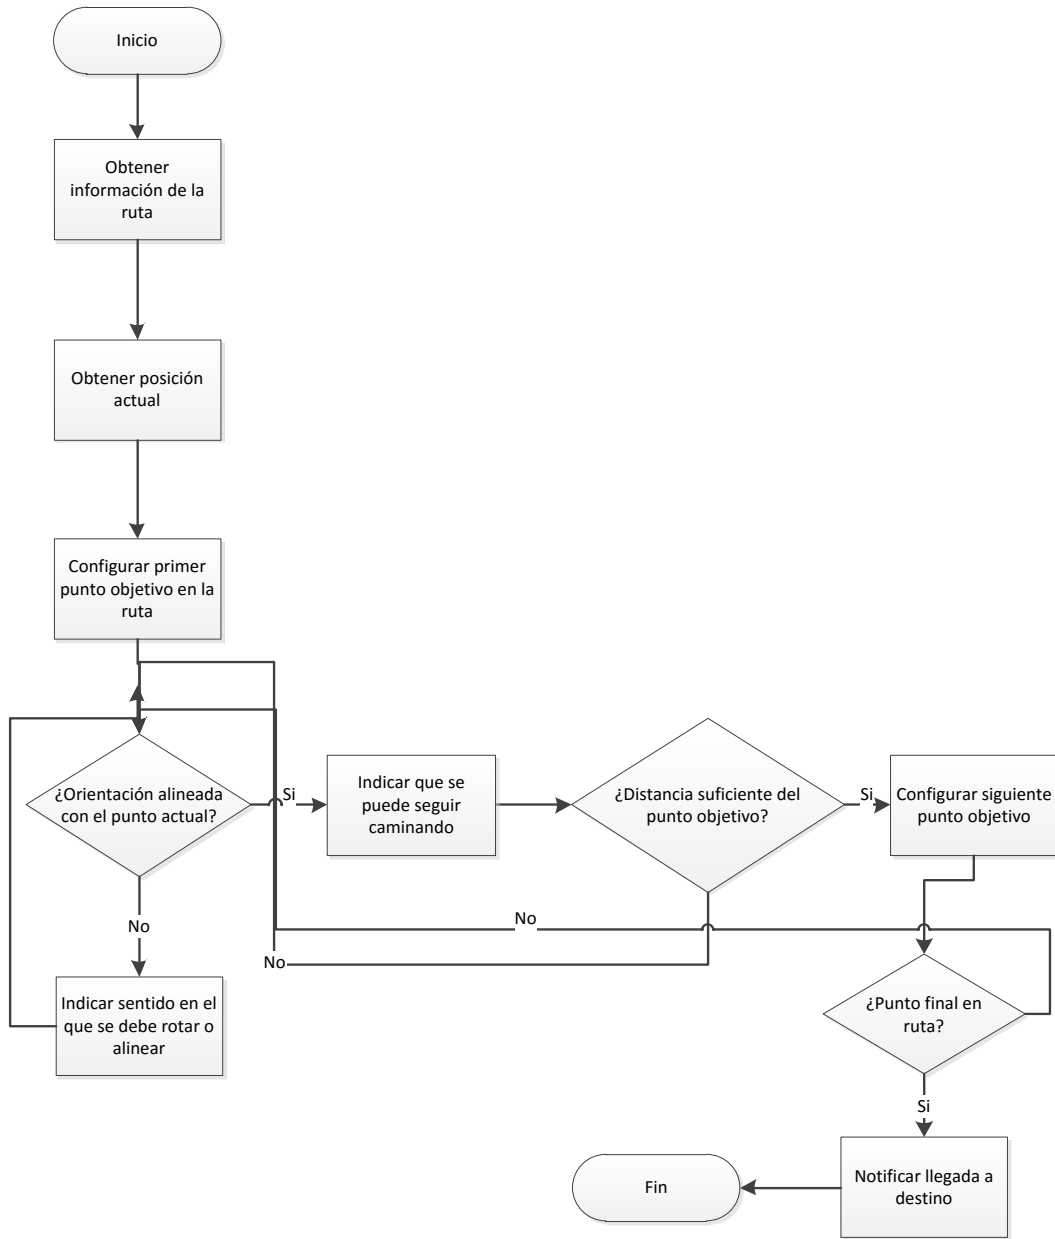 Inicio
Obtener
información de la
ruta
Obtener posición
actual
Configurar primer
punto objetivo en la
ruta
¿Orientación alineada
con el punto actual?
Si
Indicar que se
puede seguir
caminando
¿Distancia suficiente del
punto objetivo?
Si
Configurar siguiente
punto objetivo
No
No
No
Indicar sentido en el
que se debe rotar o
alinear
¿Punto final en
ruta?
Si
Notificar llegada a
destino
Fin